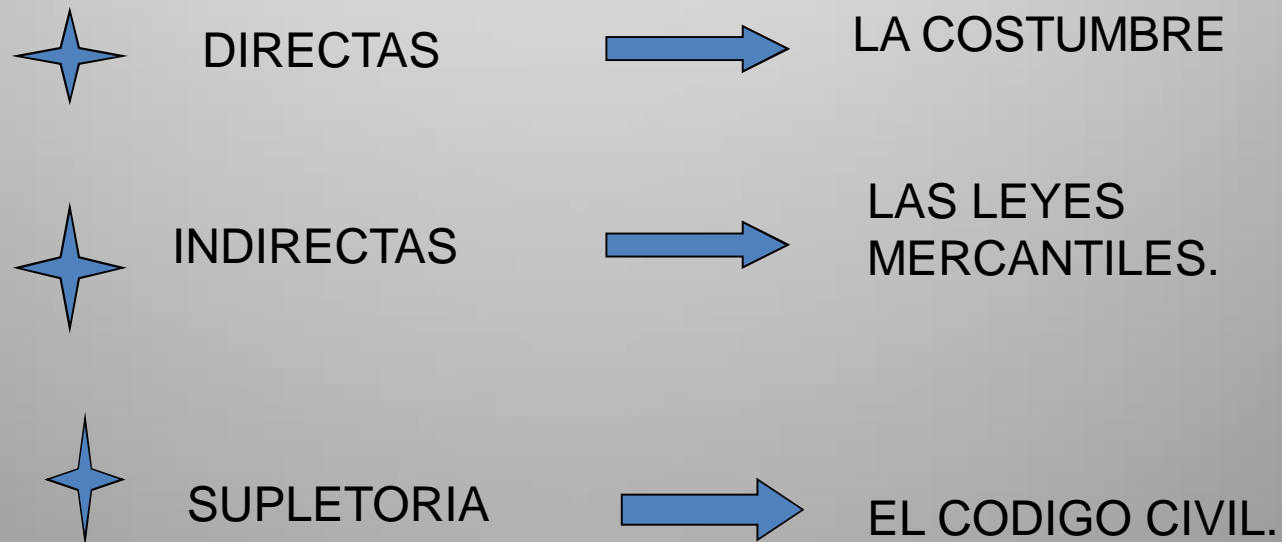 DIRECTAS
LA COSTUMBRE
INDIRECTAS
LAS LEYES
MERCANTILES.
SUPLETORIA
EL CODIGO CIVIL.